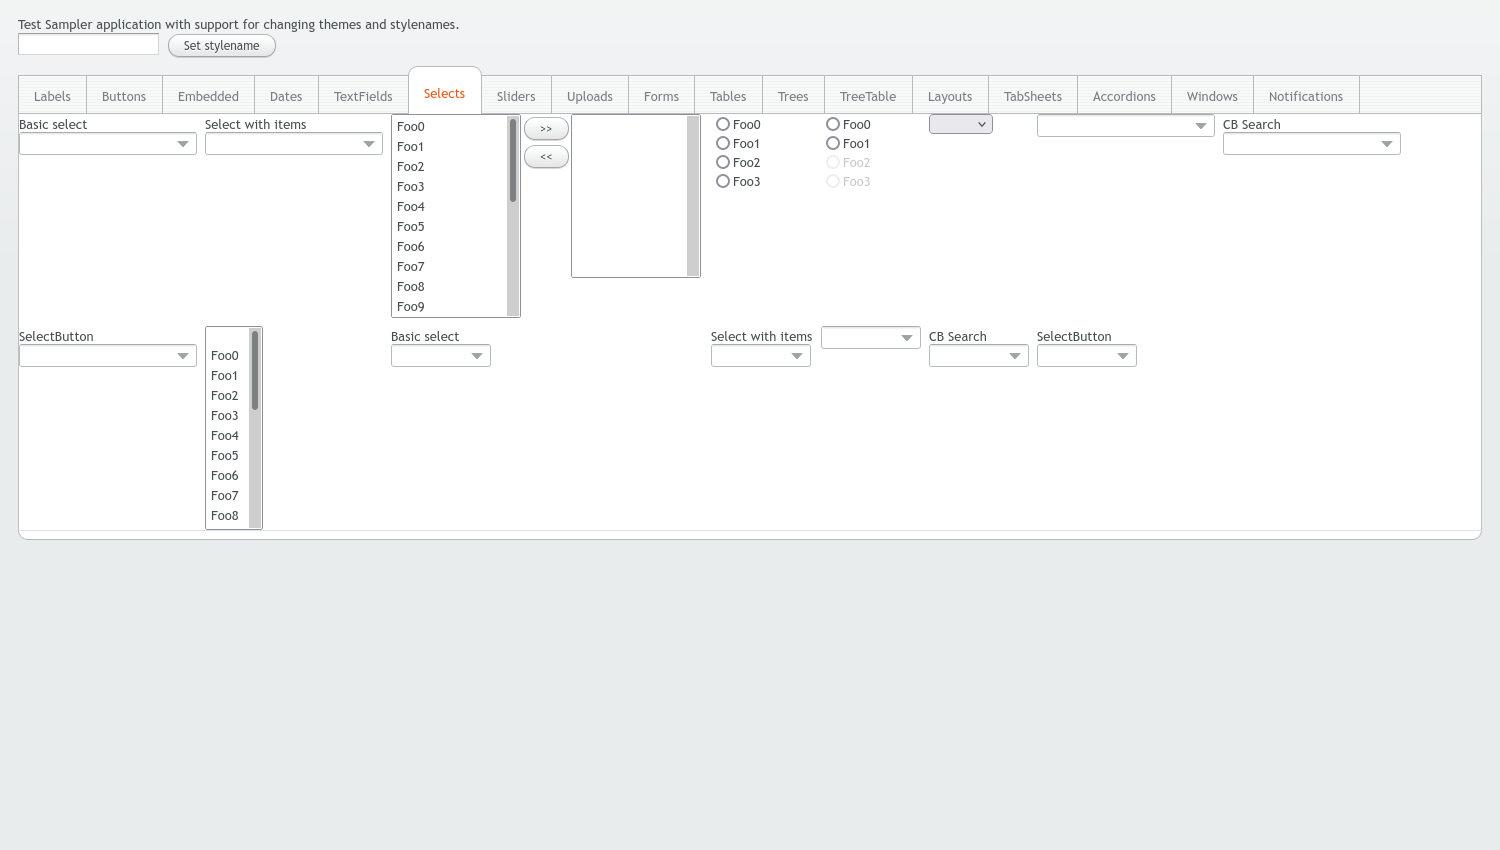 Test Sampler application with support for changing themes and stylenames.
Set stylename
Labels Buttons Embedded Dates TextFields Selects Sliders Uploads Forms Tables Trees TreeTable Layouts TabSheets Accordions Windows Notifications
Basic select
Select with items
Foo0
Foo1
Foo2
Foo3
Foo4
Foo5
Foo6
Foo7
Foo8
Foo9
>>
<<
Foo0
Foo1
Foo2
Foo3
Foo0
Foo1
Foo2
Foo3
CB Search
SelectButton
Foo0
Foo1
Foo2
Foo3
Foo4
Foo5
Foo6
Foo7
Foo8
Basic select
Select with items
CB Search
SelectButton